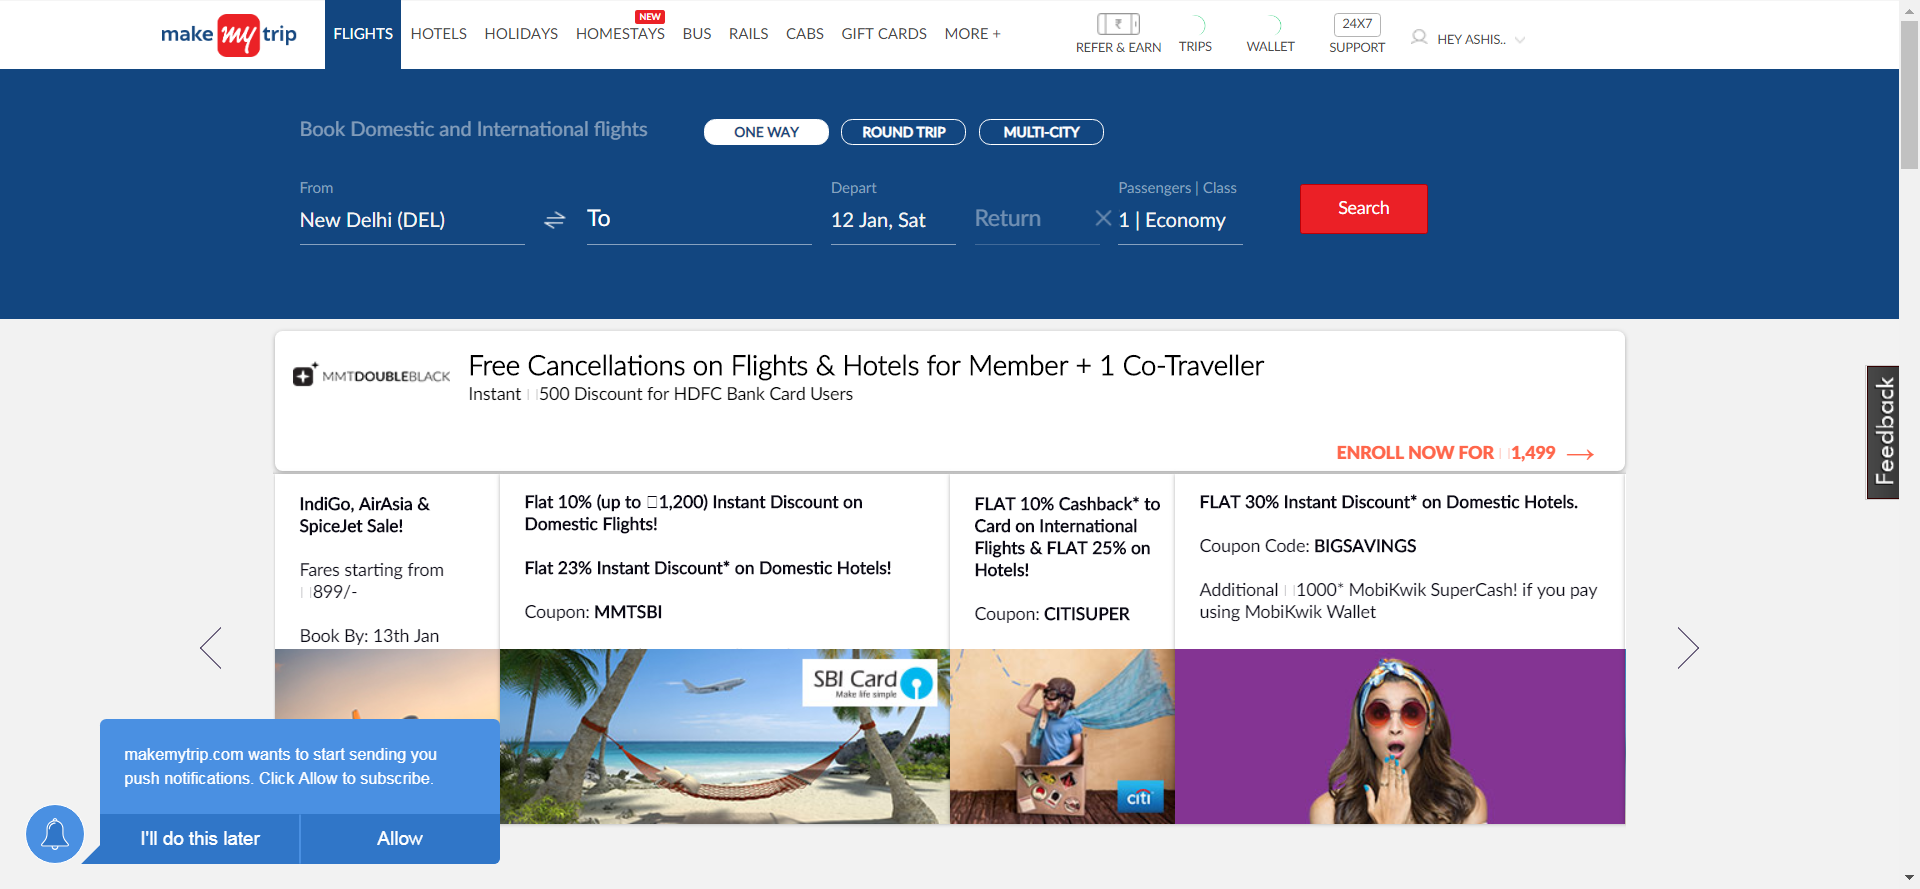 make my trip
FLIGHTS HOTELS HOLIDAYS HOMESTAYS BUS RAILS CABS GIFT CARDS MORE +
NEW
REFER & EARN TRIPS WALLET
24X7
SUPPORT
HEY ASHIS..
Book Domestic and International flights
ONE WAY ROUND TRIP MULTI-CITY
From
New Delhi (DEL)
To
Depart
12 Jan, Sat
Return
Passengers | Class
1 | Economy
Search
MMTDOUBLEBLACK
Free Cancellations on Flights & Hotels for Member + 1 Co-Traveller
Instant 500 Discount for HDFC Bank Card Users
ENROLL NOW FOR 1,499
Feedback
IndiGo, AirAsia &
SpiceJet Sale!
Fares starting from
899/-
Book By: 13th Jan
Flat 10% (up to 1,200) Instant Discount on
Domestic Flights!
Flat 23% Instant Discount* on Domestic Hotels!
Coupon: MMTSBI
SBI Card
Make life simple
FLAT 10% Cashback* to
Card on International
Flights & FLAT 25% on
Hotels!
Coupon: CITISUPER
citi
FLAT 30% Instant Discount* on Domestic Hotels.
Coupon Code: BIGSAVINGS
Additional 1000* MobiKwik SuperCash! if you pay
using MobiKwik Wallet
makemytrip.com wants to start sending you
push notifications. Click Allow to subscribe.
I'll do this later
Allow